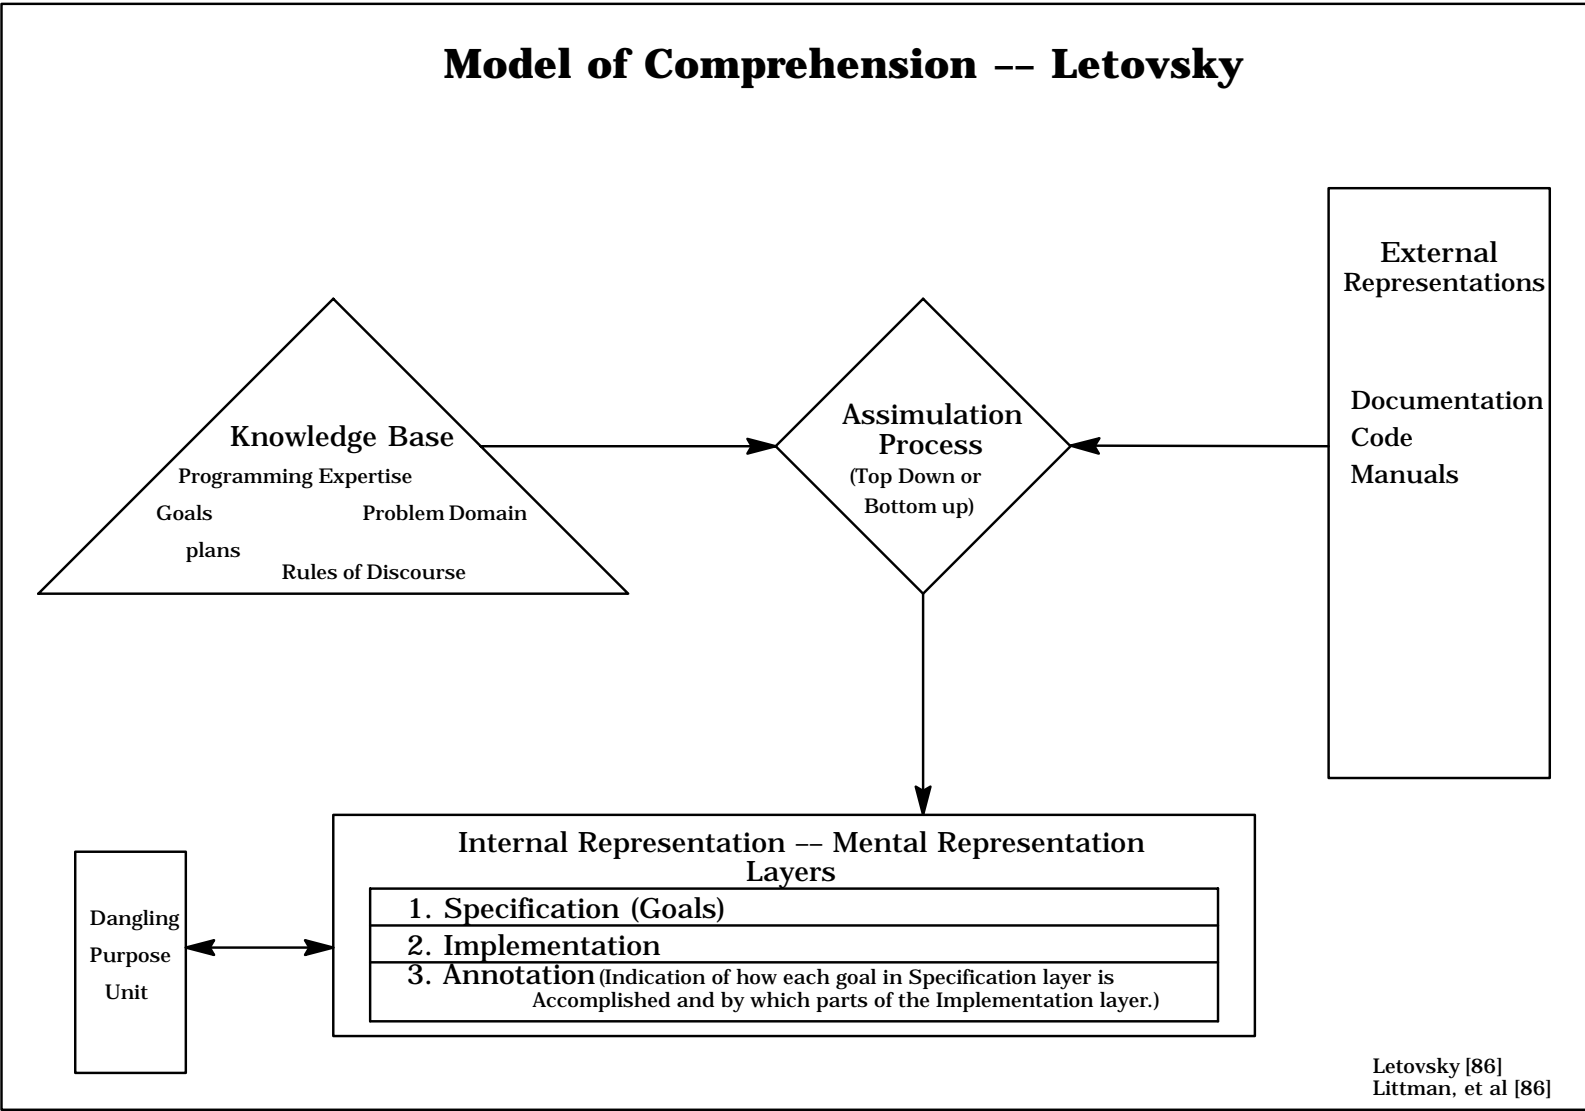 Model of Comprehension –– Letovsky
External
Representations
Documentation
Code
Manuals
Knowledge Base
Programming Expertise
Goals
Problem Domain
plans
Rules of Discourse
Assimulation
Process
(Top Down or
Bottom up)
Internal Representation –– Mental Representation
Layers
1. Specification (Goals)
2. Implementation
3. Annotation (Indication of how each goal in Specification layer is
Accomplished and by which parts of the Implementation layer.)
Dangling
Purpose
Unit
Letovsky [86]
Littman, et al [86]